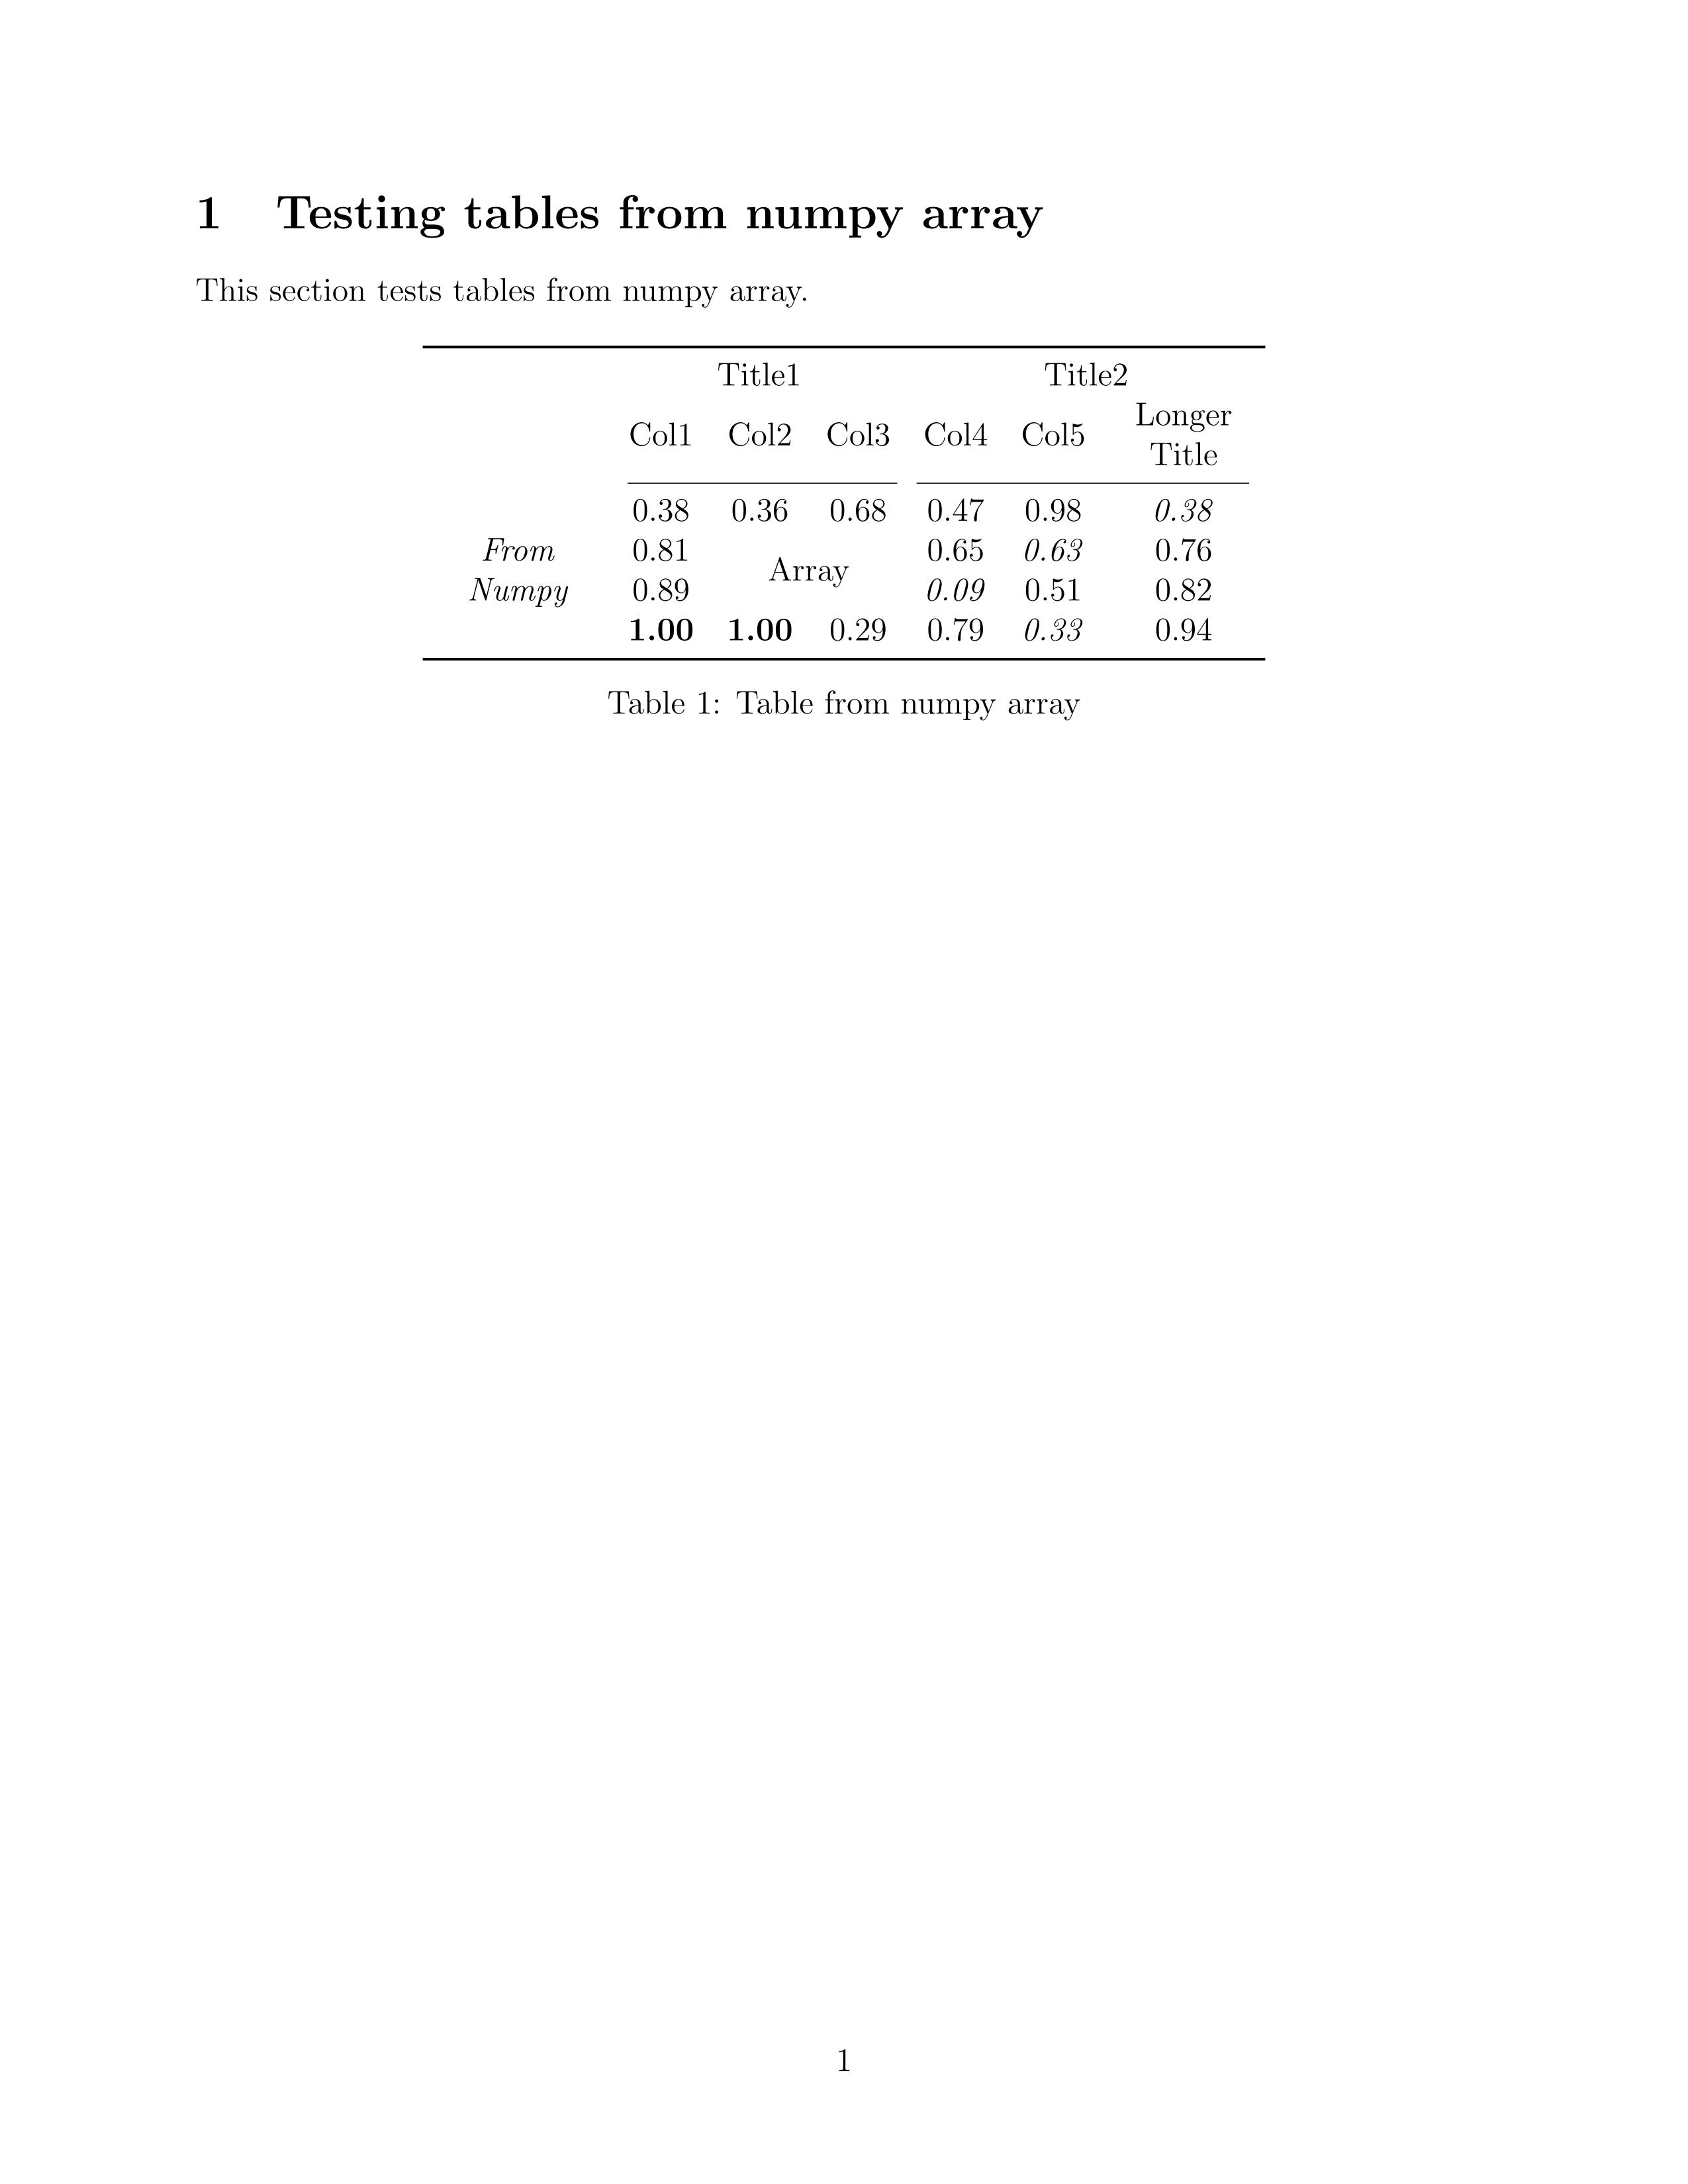 1 Testing tables from numpy array
This section tests tables from numpy array.
Title1 Title2
Col1 Col2 Col3 Col4 Col5 Longer Title
0.38 0.36 0.68 0.47 0.98 0.38
From 0.81 0.65 0.63 0.76
Array
Numpy 0.89 0.09 0.51 0.82
1.00 1.00 0.29 0.79 0.33 0.94
Table 1: Table from numpy array
1